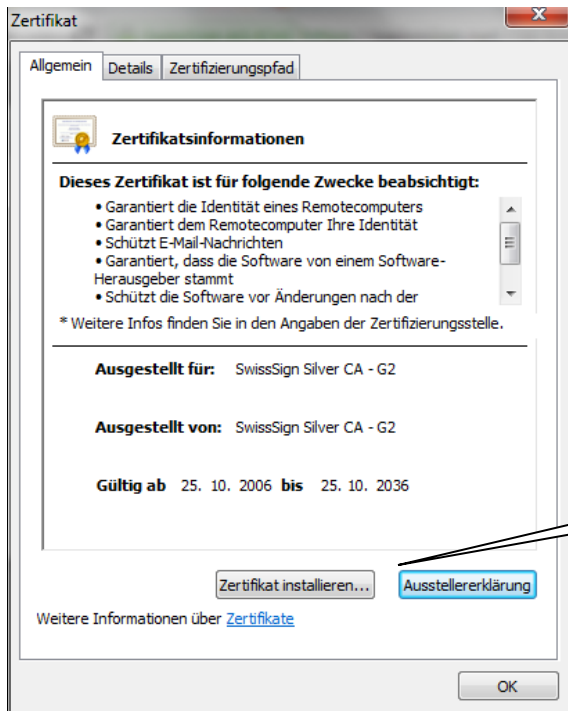 Zertifikat
Allgemein Details Zertifizierungspfad
Zertifikatsinformationen
Dieses Zertifikat ist für folgende Zwecke beabsichtigt:
• Garantiert die Identität eines Remotecomputers
• Garantiert dem Remotecomputer Ihre Identität
• Schützt E-Mail-Nachrichten
• Garantiert, dass die Software von einem Software-
Herausgeber stammt
• Schützt die Software vor Änderungen nach der
* Weitere Infos finden Sie in den Angaben der Zertifizierungsstelle.
Ausgestellt für: SwissSign Silver CA - G2
Ausgestellt von: SwissSign Silver CA - G2
Gültig ab 25. 10. 2006 bis 25. 10. 2036
Zertifikat installieren... Ausstellererklärung
Weitere Informationen über Zertifikate
OK